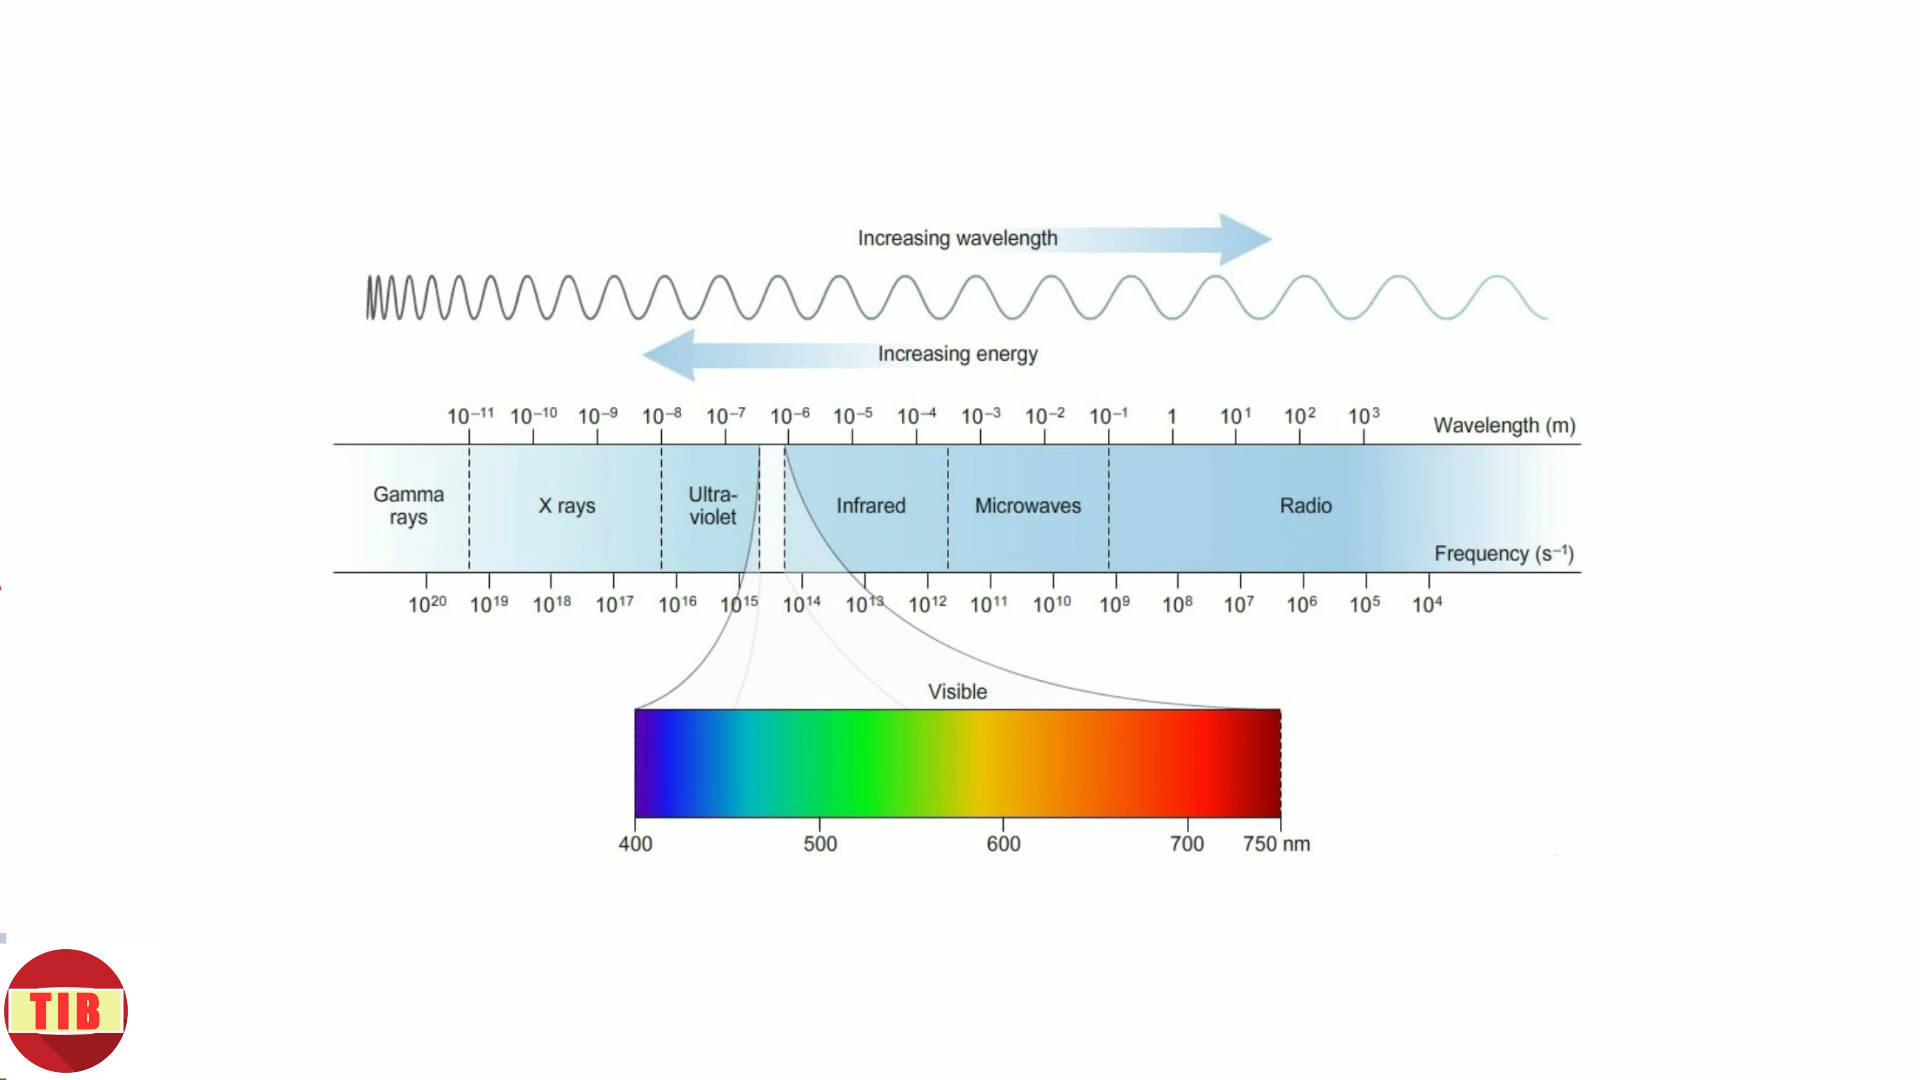 Increasing wavelength
Increasing energy
10⁻¹¹ 10⁻¹⁰ 10⁻⁹ 10⁻⁸ 10⁻⁷ 10⁻⁶ 10⁻⁵ 10⁻⁴ 10⁻³ 10⁻² 10⁻¹ 1 10¹ 10² 10³ Wavelength (m)
Gamma
rays
X rays
Ultra-
violet
Infrared
Microwaves
Radio
Frequency (s⁻¹)
10²⁰ 10¹⁹ 10¹⁸ 10¹⁷ 10¹⁶ 10¹⁵ 10¹⁴ 10¹³ 10¹² 10¹¹ 10¹⁰ 10⁹ 10⁸ 10⁷ 10⁶ 10⁵ 10⁴
Visible
400 500 600 700 750 nm
TIB